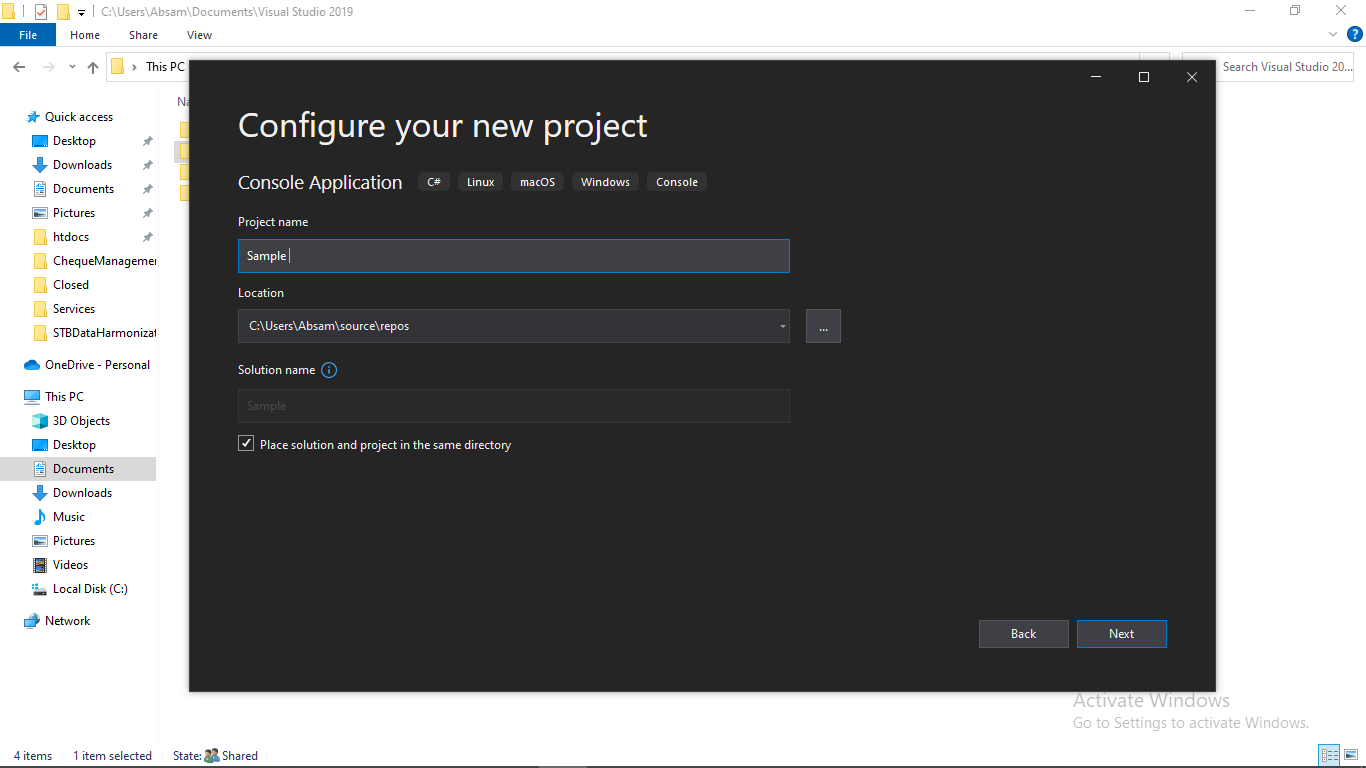 C:\Users\Absam\Documents\Visual Studio 2019
File Home Share View
This PC
Search Visual Studio 20...
Quick access
Desktop
Downloads
Documents
Pictures
htdocs
ChequeManagemer
Closed
Services
STBDataHarmonizat
OneDrive - Personal
This PC
3D Objects
Desktop
Documents
Downloads
Music
Pictures
Videos
Local Disk (C:)
Network
Na
Configure your new project
Console Application C# Linux macOS Windows Console
Project name
Sample
Location
C:\Users\Absam\source\repos
...
Solution name
Sample
Place solution and project in the same directory
Back Next
Activate Windows
Go to Settings to activate Windows.
4 items 1 item selected State: Shared